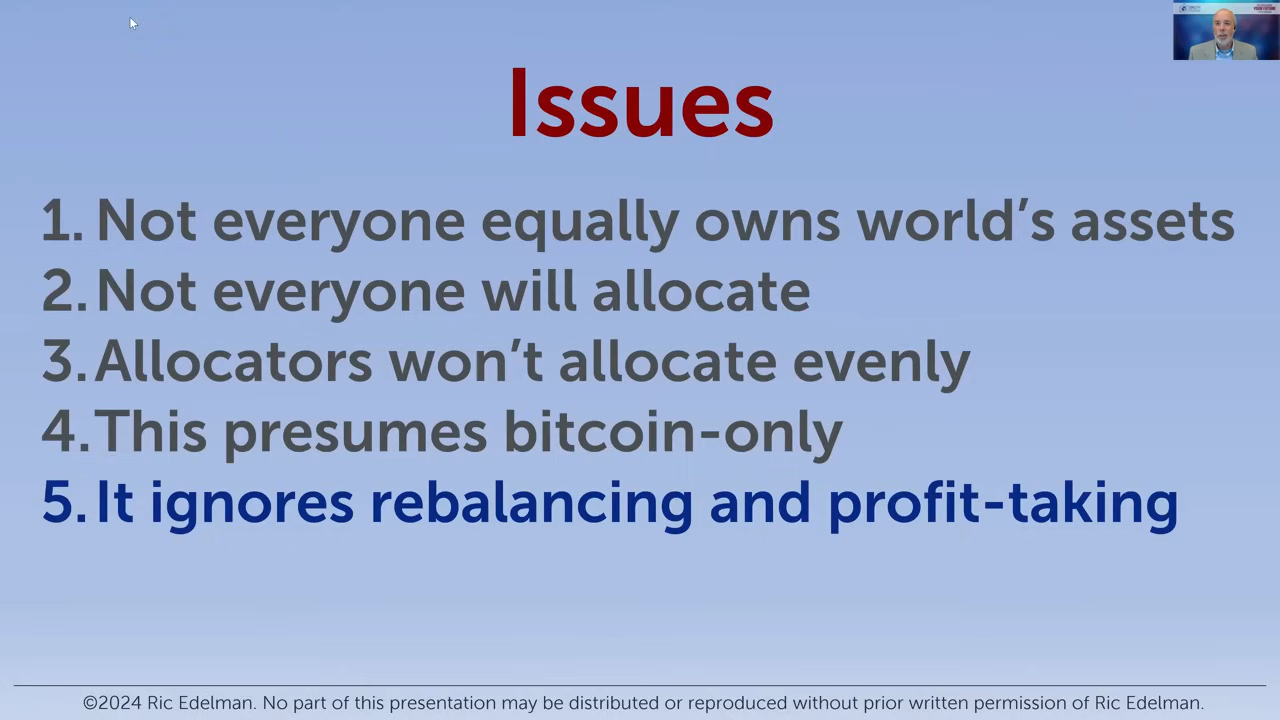 Issues
1. Not everyone equally owns world’s assets
2. Not everyone will allocate
3. Allocators won’t allocate evenly
4. This presumes bitcoin-only
5. It ignores rebalancing and profit-taking
©2024 Ric Edelman. No part of this presentation may be distributed or reproduced without prior written permission of Ric Edelman.